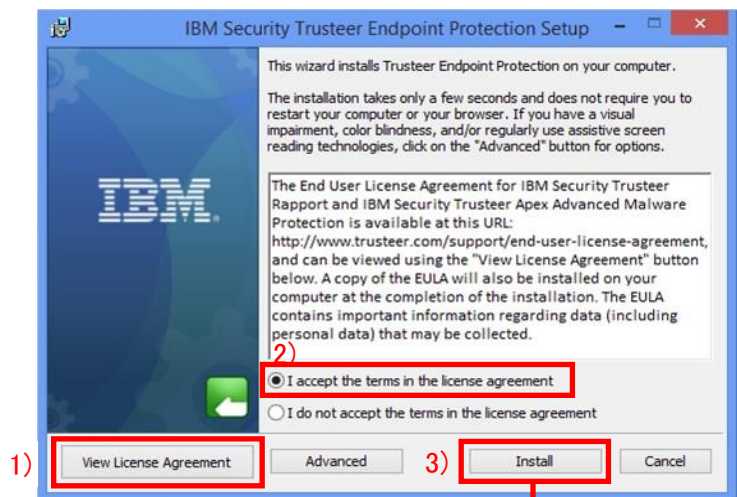 IBM Security Trusteer Endpoint Protection Setup
This wizard installs Trusteer Endpoint Protection on your computer.
The installation takes only a few seconds and does not require you to
restart your computer or your browser. If you have a visual
impairment, color blindness, and/or regularly use assistive screen
reading technologies, click on the "Advanced" button for options.
IBM.
The End User License Agreement for IBM Security Trusteer
Rapport and IBM Security Trusteer Apex Advanced Malware
Protection is available at this URL:
http://www.trusteer.com/support/end-user-license-agreement,
and can be viewed using the "View License Agreement" button
below. A copy of the EULA will also be installed on your
computer at the completion of the installation. The EULA
contains important information regarding data (including
personal data) that may be collected.
2)
I accept the terms in the license agreement
I do not accept the terms in the license agreement
1) View License Agreement Advanced 3) Install Cancel